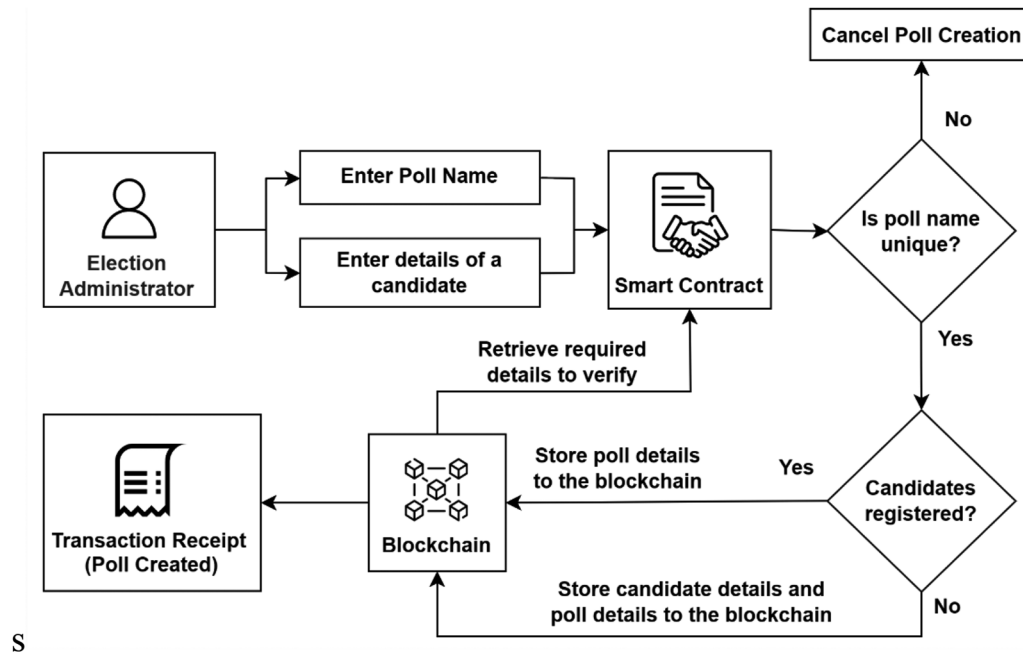 Cancel Poll Creation
No
Enter Poll Name
Is poll name
unique?
Election
Administrator
Enter details of a
candidate
Smart Contract
Yes
Retrieve required
details to verify
Store poll details
to the blockchain
Yes
Candidates
registered?
Transaction Receipt
(Poll Created)
Blockchain
Store candidate details and
poll details to the blockchain
No
S